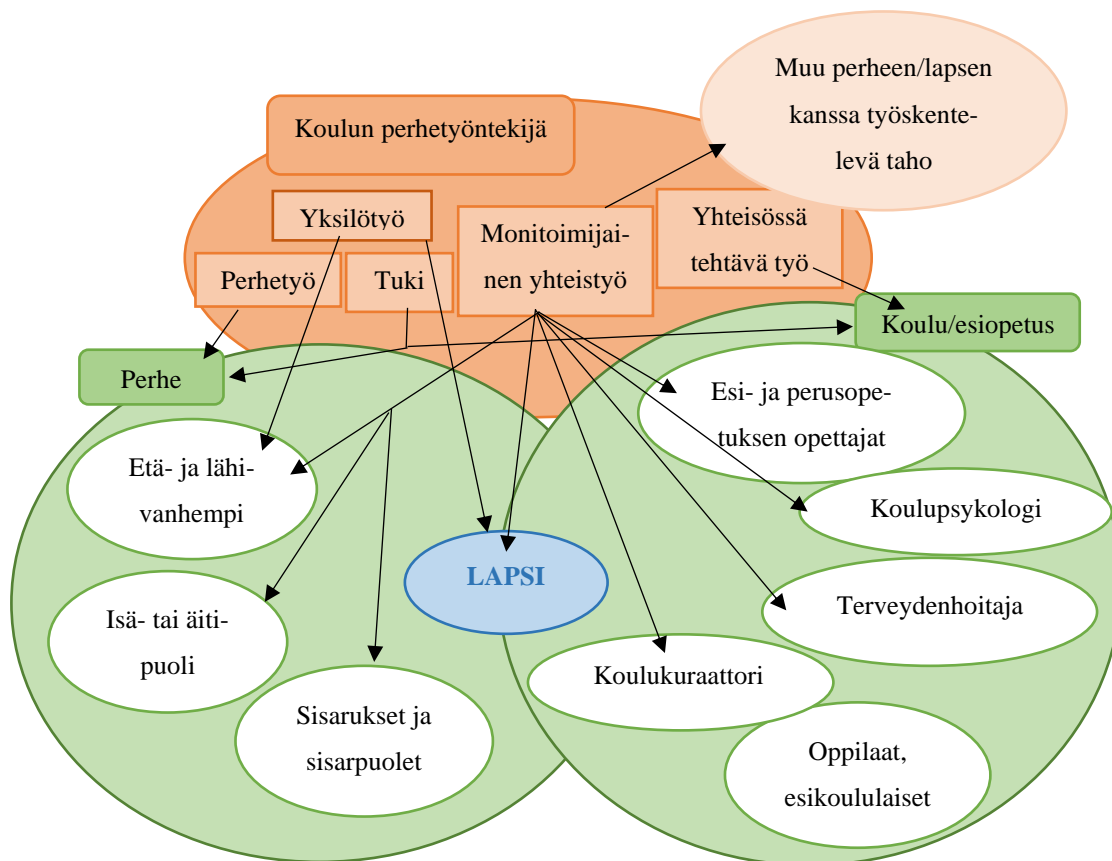 Muu perheen/lapsen
kanssa työskente-
levä taho
Koulun perhetyöntekijä
Yksilötyö
Monitoimijai-
nen yhteistyö
Yhteisössä
tehtävä työ
Perhetyö
Tuki
Koulu/esiopetus
Perhe
Esi- ja perusope-
tuksen opettajat
Etä- ja lähi-
vanhempi
Koulupsykologi
LAPSI
Isä- tai äiti-
puoli
Terveydenhoitaja
Koulukuraattori
Sisarukset ja
sisarpuolet
Oppilaat,
esikoululaiset